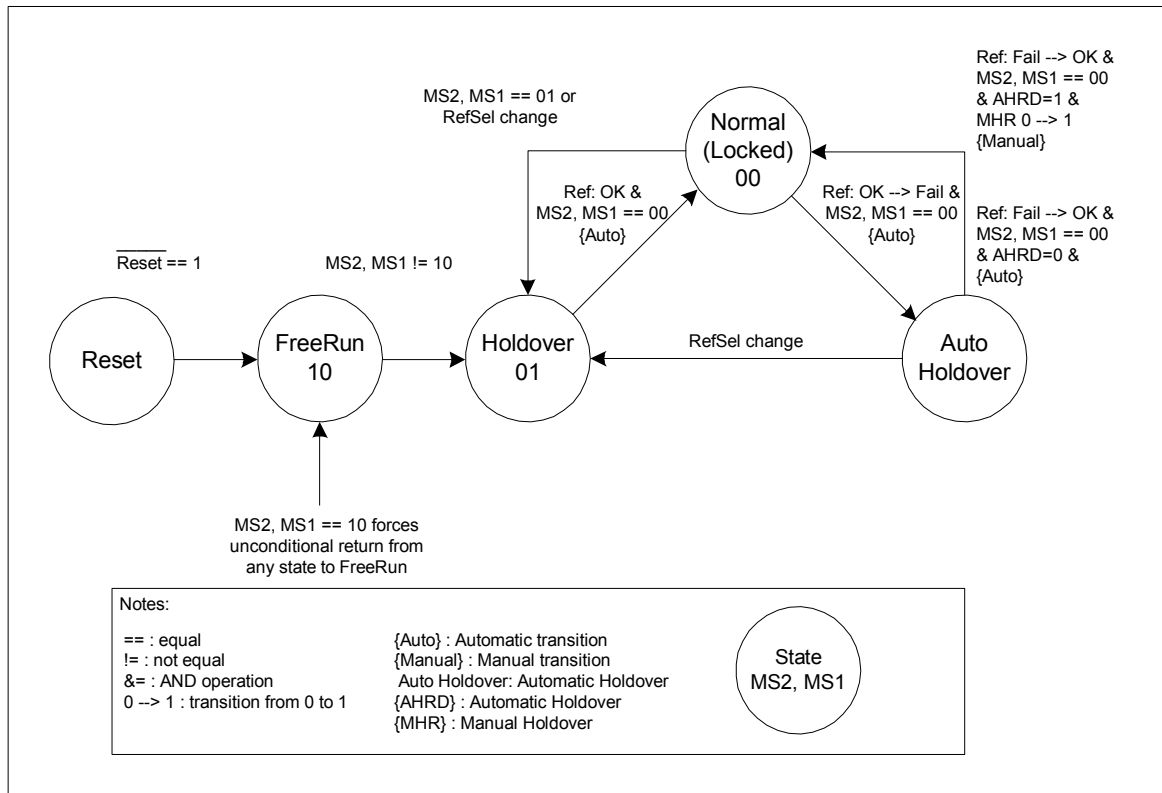 Ref: Fail --> OK &
MS2, MS1 == 00
& AHRD=1 &
MHR 0 --> 1
{Manual}
MS2, MS1 == 01 or
RefSel change
Normal
(Locked)
00
Ref: OK &
MS2, MS1 == 00
{Auto}
Ref: OK --> Fail &
MS2, MS1 == 00
{Auto}
Ref: Fail --> OK &
MS2, MS1 == 00
& AHRD=0 &
{Auto}
Reset == 1
MS2, MS1 != 10
Reset
FreeRun
10
Holdover
01
RefSel change
Auto
Holdover
MS2, MS1 == 10 forces
unconditional return from
any state to FreeRun
Notes:
== : equal
!= : not equal
&= : AND operation
0 --> 1 : transition from 0 to 1
{Auto} : Automatic transition
{Manual} : Manual transition
Auto Holdover: Automatic Holdover
{AHRD} : Automatic Holdover
{MHR} : Manual Holdover
State
MS2, MS1